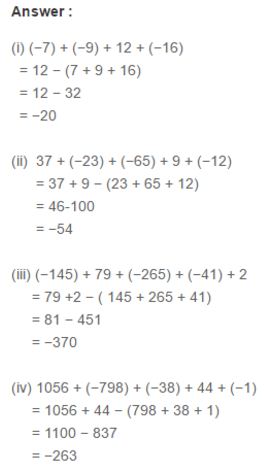 Answer :
(i) (−7) + (−9) + 12 + (−16)
= 12 − (7 + 9 + 16)
= 12 − 32
= −20
(ii) 37 + (−23) + (−65) + 9 + (−12)
= 37 + 9 − (23 + 65 + 12)
= 46-100
= −54
(iii) (−145) + 79 + (−265) + (−41) + 2
= 79 +2 − ( 145 + 265 + 41)
= 81 − 451
= −370
(iv) 1056 + (−798) + (−38) + 44 + (−1)
= 1056 + 44 − (798 + 38 + 1)
= 1100 − 837
= −263